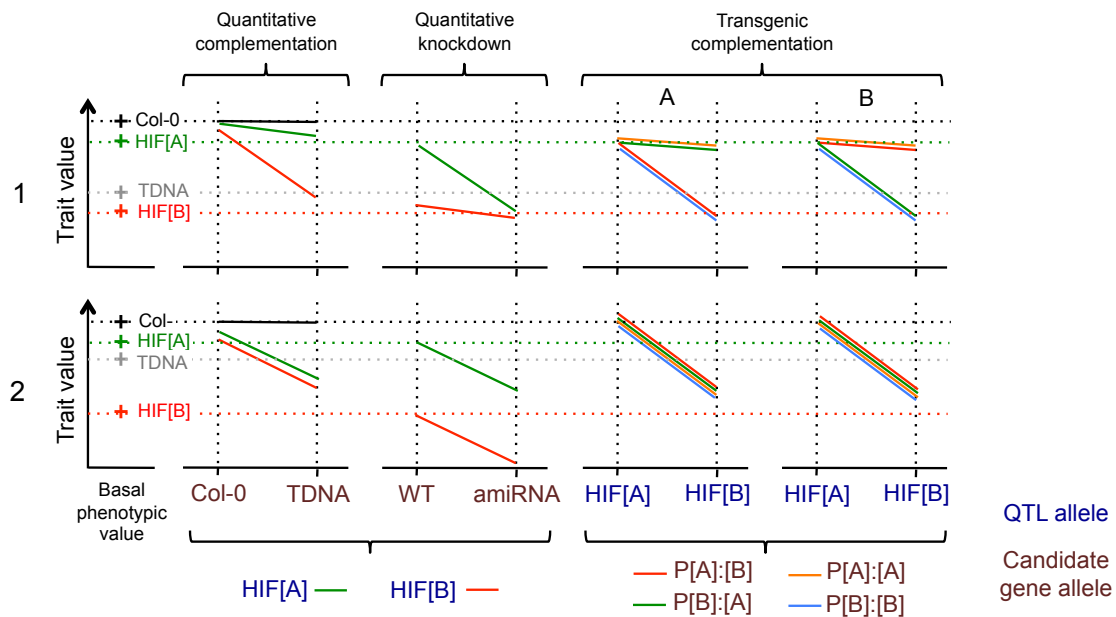 Quantitative
complementation
Quantitative
knockdown
Transgenic
complementation
A
B
1
Trait value
Col-0
HIF[A]
TDNA
HIF[B]
2
Trait value
Col-
HIF[A]
TDNA
HIF[B]
Basal
phenotypic
value
Col-0
TDNA
WT
amiRNA
HIF[A]
HIF[B]
HIF[A]
HIF[B]
QTL allele
Candidate
gene allele
HIF[A]
HIF[B]
P[A]:[B]
P[A]:[A]
P[B]:[A]
P[B]:[B]